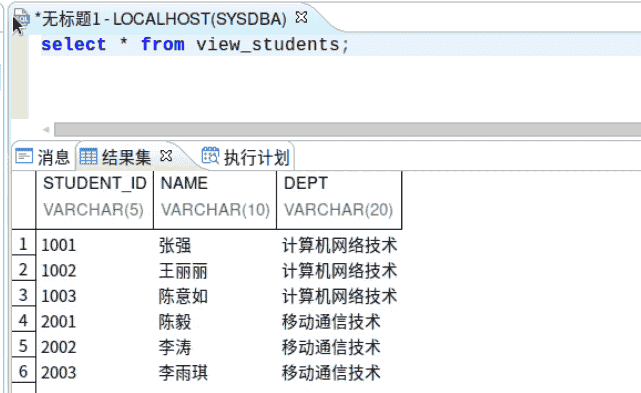 *无标题1 - LOCALHOST(SYSDBA)
select * from view_students;
消息 结果集 执行计划
STUDENT_ID NAME DEPT
VARCHAR(5) VARCHAR(10) VARCHAR(20)
1 1001 张强 计算机网络技术
2 1002 王丽丽 计算机网络技术
3 1003 陈意如 计算机网络技术
4 2001 陈毅 移动通信技术
5 2002 李涛 移动通信技术
6 2003 李雨琪 移动通信技术